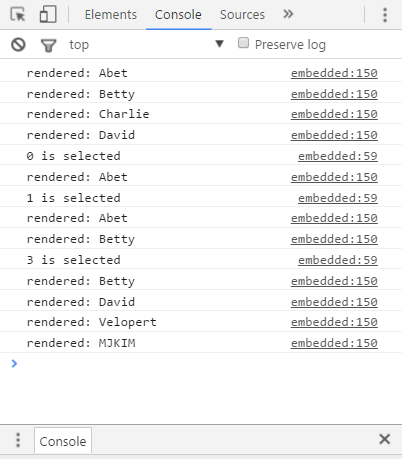 Elements Console Sources »
top Preserve log
rendered: Abet embedded:150
rendered: Betty embedded:150
rendered: Charlie embedded:150
rendered: David embedded:150
0 is selected embedded:59
rendered: Abet embedded:150
1 is selected embedded:59
rendered: Abet embedded:150
rendered: Betty embedded:150
3 is selected embedded:59
rendered: Betty embedded:150
rendered: David embedded:150
rendered: Velopert embedded:150
rendered: MJKIM embedded:150
>
Console